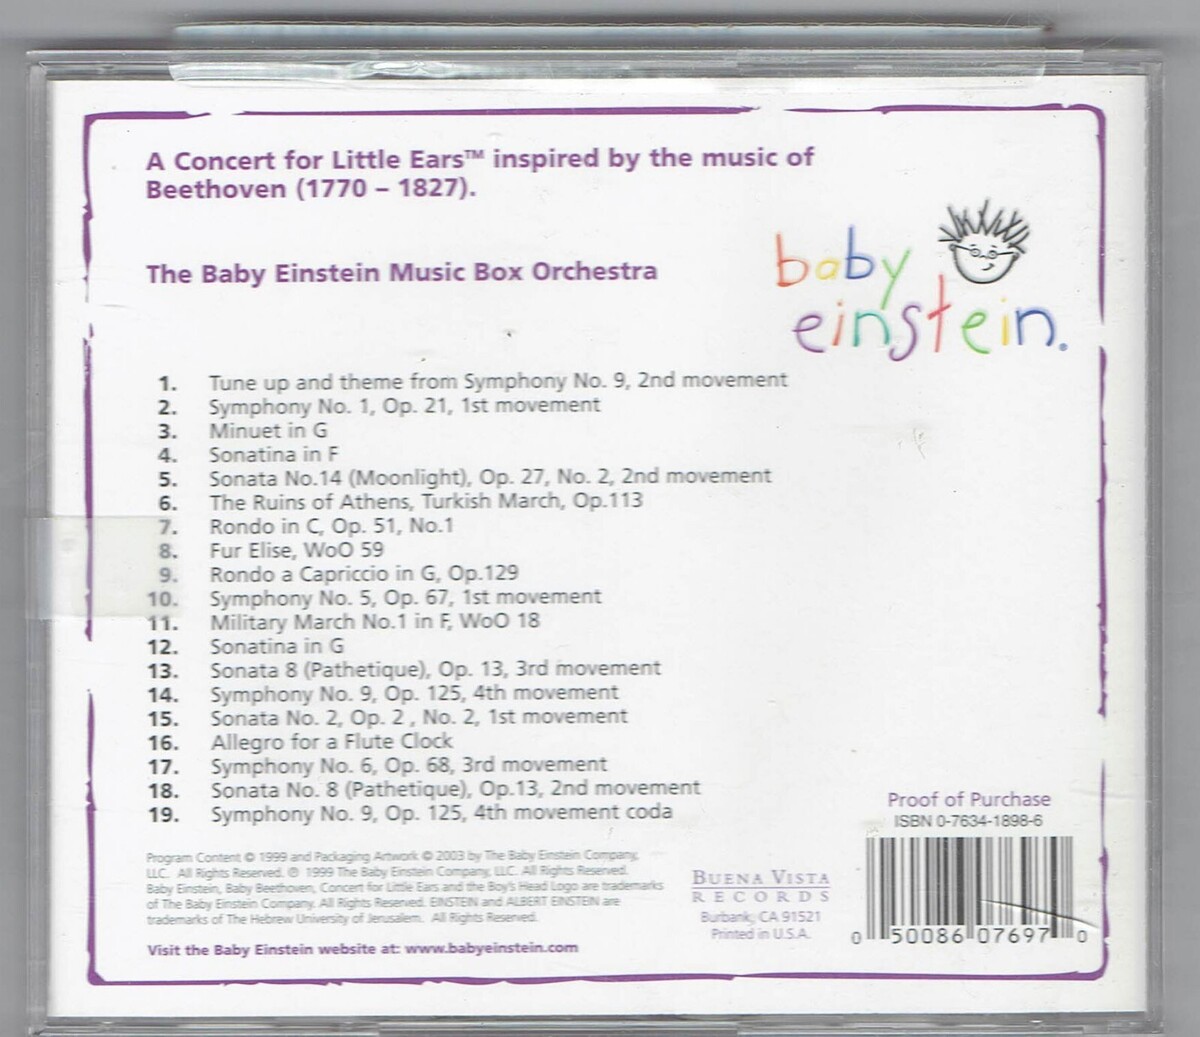 A Concert for Little Ears™ inspired by the music of
Beethoven (1770 – 1827).
The Baby Einstein Music Box Orchestra
baby
einstein.
1. Tune up and theme from Symphony No. 9, 2nd movement
2. Symphony No. 1, Op. 21, 1st movement
3. Minuet in G
4. Sonatina in F
5. Sonata No.14 (Moonlight), Op. 27, No. 2, 2nd movement
6. The Ruins of Athens, Turkish March, Op.113
7. Rondo in C, Op. 51, No.1
8. Fur Elise, WoO 59
9. Rondo a Capriccio in G, Op.129
10. Symphony No. 5, Op. 67, 1st movement
11. Military March No.1 in F, WoO 18
12. Sonatina in G
13. Sonata 8 (Pathetique), Op. 13, 3rd movement
14. Symphony No. 9, Op. 125, 4th movement
15. Sonata No. 2, Op. 2 , No. 2, 1st movement
16. Allegro for a Flute Clock
17. Symphony No. 6, Op. 68, 3rd movement
18. Sonata No. 8 (Pathetique), Op.13, 2nd movement
19. Symphony No. 9, Op. 125, 4th movement coda
Program Content © 1999 and Packaging Artwork © 2003 by The Baby Einstein Company,
LLC. All Rights Reserved. ℗ 1999 The Baby Einstein Company, LLC. All Rights Reserved.
Baby Einstein, Baby Beethoven, Concert for Little Ears and the Boy's Head Logo are trademarks
of The Baby Einstein Company. All Rights Reserved. EINSTEIN and ALBERT EINSTEIN are
trademarks of The Hebrew University of Jerusalem. All Rights Reserved.
Visit the Baby Einstein website at: www.babyeinstein.com
BUENA VISTA
RECORDS
Burbank, CA 91521
Printed in U.S.A.
Proof of Purchase
ISBN 0-7634-1898-6
0 50086 07697 0